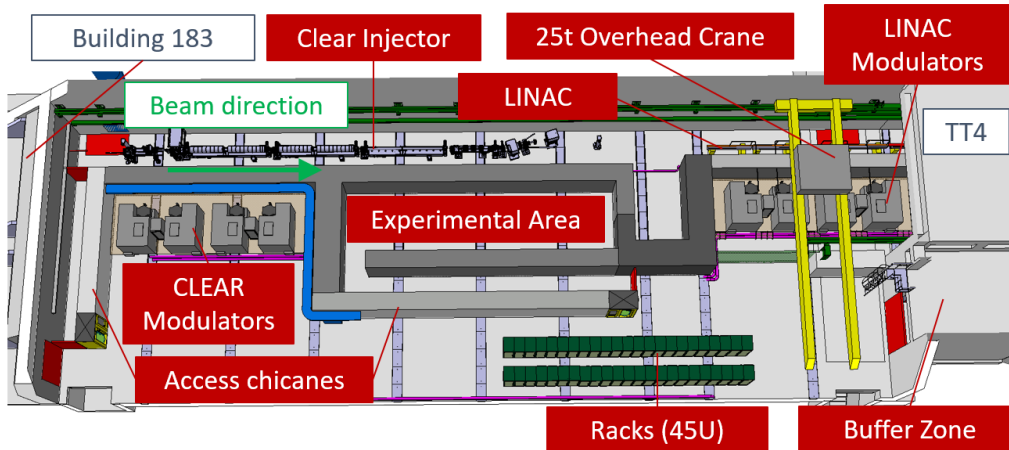 Building 183
Clear Injector
25t Overhead Crane
LINAC
Modulators
Beam direction
LINAC
TT4
Experimental Area
CLEAR
Modulators
Access chicanes
Racks (45U)
Buffer Zone